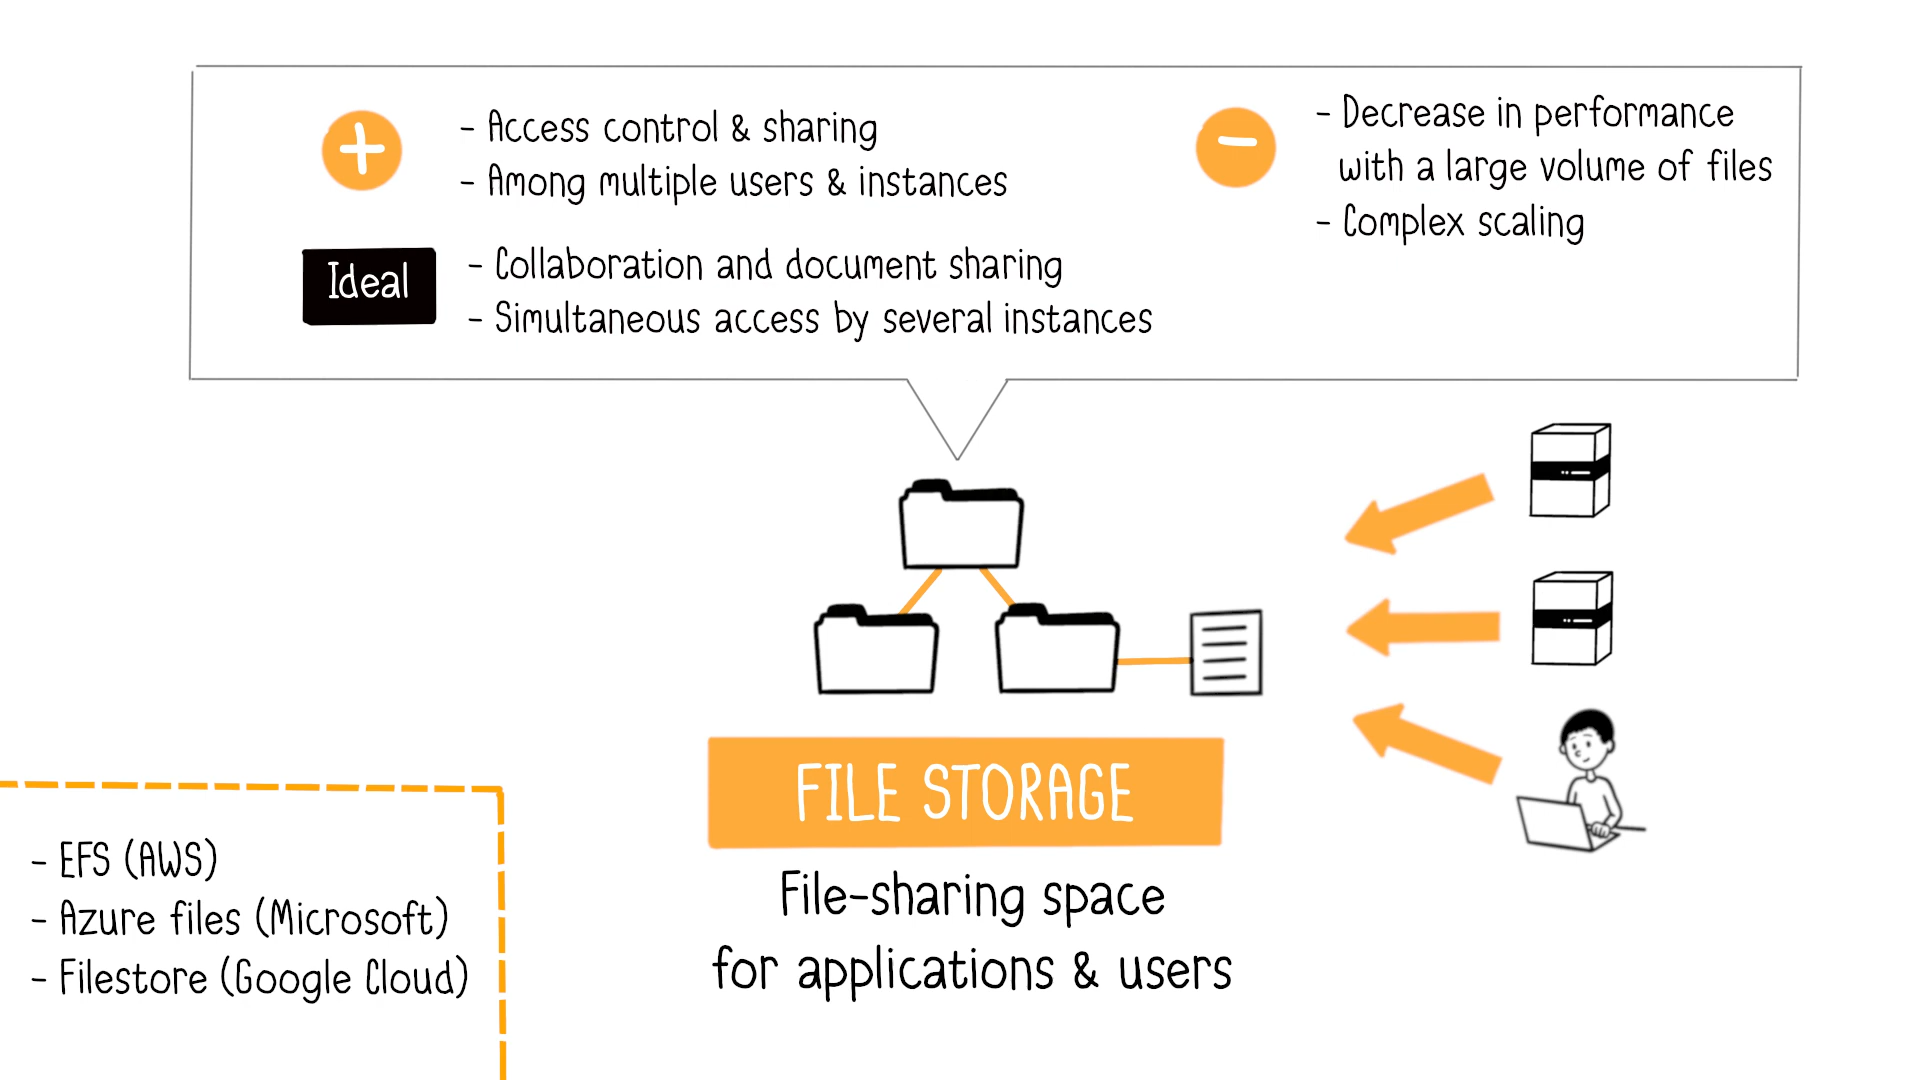 - Access control & sharing
- Among multiple users & instances
Ideal
- Collaboration and document sharing
- Simultaneous access by several instances
- Decrease in performance
with a large volume of files
- Complex scaling
FILE STORAGE
File-sharing space
for applications & users
- EFS (AWS)
- Azure files (Microsoft)
- Filestore (Google Cloud)